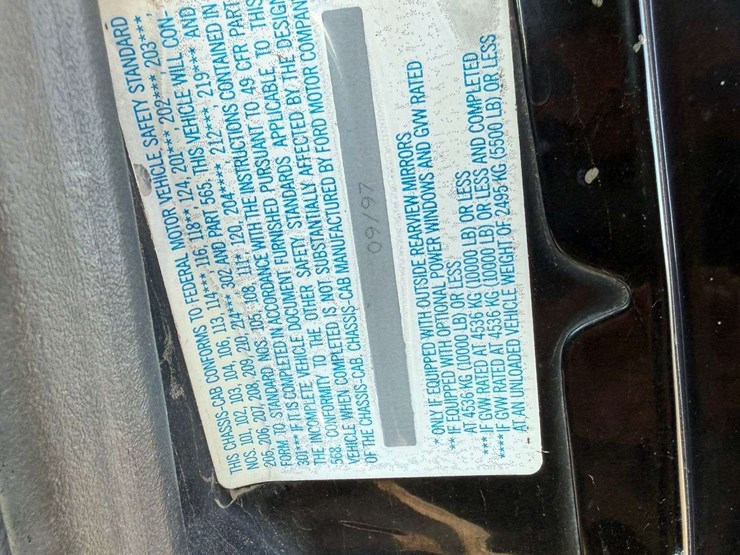 THIS CHASSIS-CAB CONFORMS TO FEDERAL MOTOR VEHICLE SAFETY STANDARD
NOS. 101, 102, 103, 104, 106, 113, 116, 124, 201
206, 207, 208, 209, 210, 302, AND PART 565. THIS VEHICLE WILL CON-
FORM TO STANDARD NOS. 105, 108, 111, 120, 204 212 219 AND
301 IF IT IS COMPLETED IN ACCORDANCE WITH THE INSTRUCTIONS CONTAINED IN
THE INCOMPLETE VEHICLE DOCUMENT FURNISHED PURSUANT TO 49 CFR PART
568. CONFORMITY TO THE OTHER SAFETY STANDARDS APPLICABLE TO THIS
VEHICLE WHEN COMPLETED IS NOT SUBSTANTIALLY AFFECTED BY THE DESIGN
OF THE CHASSIS-CAB. CHASSIS-CAB MANUFACTURED BY FORD MOTOR COMPAN
09/97
* ONLY IF EQUIPPED WITH OUTSIDE REARVIEW MIRRORS
** IF EQUIPPED WITH OPTIONAL POWER WINDOWS AND GVW RATED
AT 4536 KG (10000 LB) OR LESS
*** IF GVW RATED AT 4536 KG (10000 LB) OR LESS
**** IF GVW RATED AT 4536 KG (10000 LB) OR LESS AND COMPLETED
AT AN UNLOADED VEHICLE WEIGHT OF 2495 KG (5500 LB) OR LESS